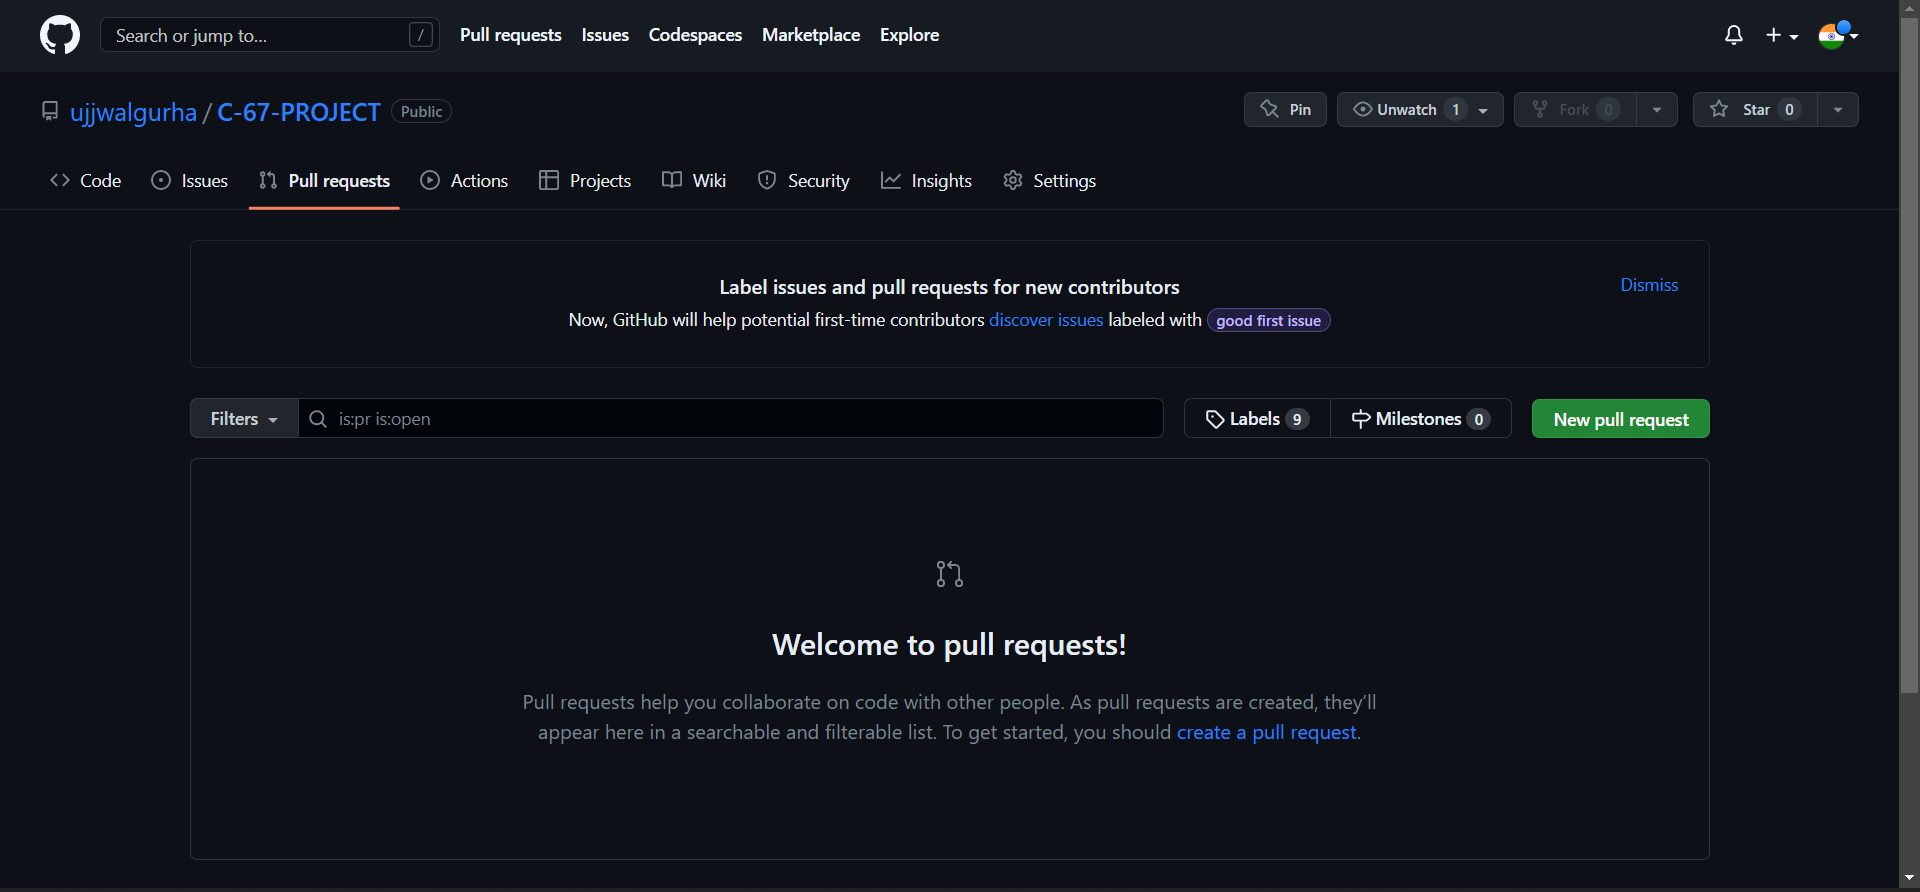 Search or jump to... /
Pull requests Issues Codespaces Marketplace Explore
ujjwalgurha / C-67-PROJECT Public
Pin Unwatch 1 Fork 0 Star 0
Code Issues Pull requests Actions Projects Wiki Security Insights Settings
Label issues and pull requests for new contributors
Dismiss
Now, GitHub will help potential first-time contributors discover issues labeled with good first issue
Filters is:pr is:open Labels 9 Milestones 0 New pull request
Welcome to pull requests!
Pull requests help you collaborate on code with other people. As pull requests are created, they’ll
appear here in a searchable and filterable list. To get started, you should create a pull request.